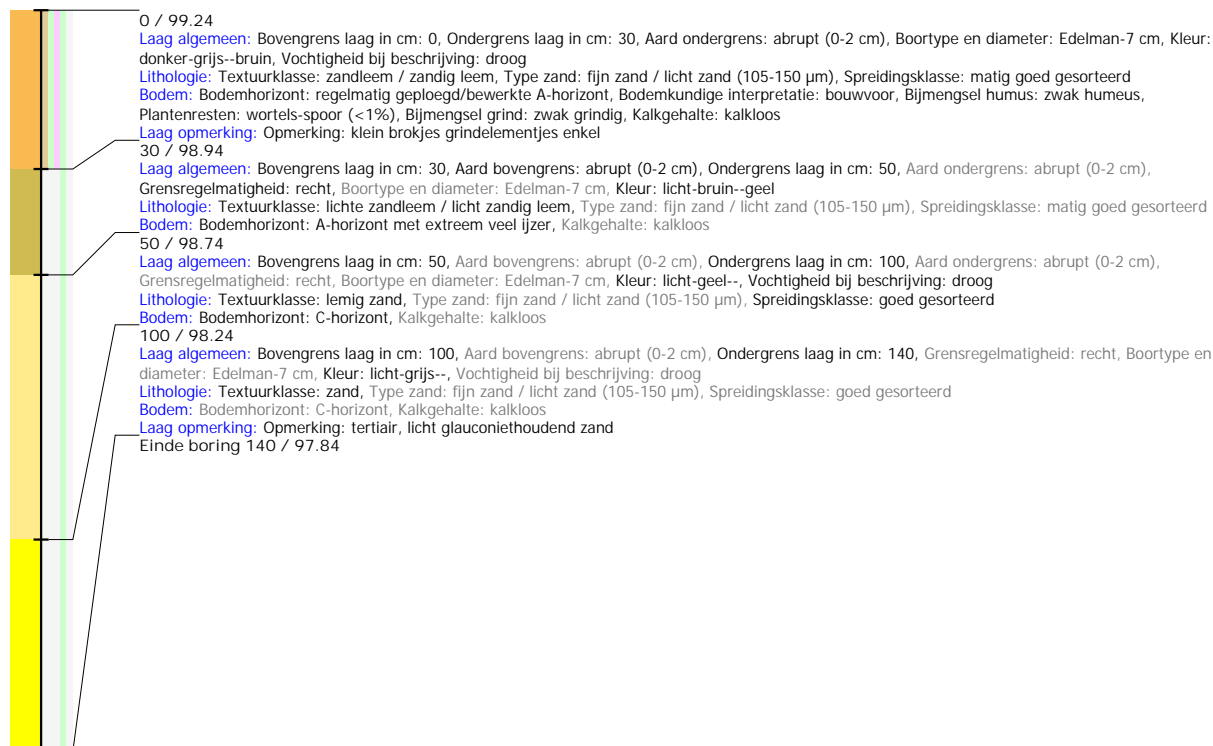 0 / 99.24
Laag algemeen: Bovengrens laag in cm: 0, Ondergrens laag in cm: 30, Aard ondergrens: abrupt (0-2 cm), Boortype en diameter: Edelman-7 cm, Kleur:
donker-grijs--bruin, Vochtigheid bij beschrijving: droog
Lithologie: Textuurklasse: zandleem / zandig leem, Type zand: fijn zand / licht zand (105-150 µm), Spreidingsklasse: matig goed gesorteerd
Bodem: Bodemhorizont: regelmatig geploegd/bewerkte A-horizont, Bodemkundige interpretatie: bouwvoor, Bijmengsel humus: zwak humeus,
Plantenresten: wortels-spoor (<1%), Bijmengsel grind: zwak grindig, Kalkgehalte: kalkloos
Laag opmerking: Opmerking: klein brokjes grindelementjes enkel
30 / 98.94
Laag algemeen: Bovengrens laag in cm: 30, Aard bovengrens: abrupt (0-2 cm), Ondergrens laag in cm: 50, Aard ondergrens: abrupt (0-2 cm),
Grensregelmatigheid: recht, Boortype en diameter: Edelman-7 cm, Kleur: licht-bruin--geel
Lithologie: Textuurklasse: lichte zandleem / licht zandig leem, Type zand: fijn zand / licht zand (105-150 µm), Spreidingsklasse: matig goed gesorteerd
Bodem: Bodemhorizont: A-horizont met extreem veel ijzer, Kalkgehalte: kalkloos
50 / 98.74
Laag algemeen: Bovengrens laag in cm: 50, Aard bovengrens: abrupt (0-2 cm), Ondergrens laag in cm: 100, Aard ondergrens: abrupt (0-2 cm),
Grensregelmatigheid: recht, Boortype en diameter: Edelman-7 cm, Kleur: licht-geel--, Vochtigheid bij beschrijving: droog
Lithologie: Textuurklasse: lemig zand, Type zand: fijn zand / licht zand (105-150 µm), Spreidingsklasse: goed gesorteerd
Bodem: Bodemhorizont: C-horizont, Kalkgehalte: kalkloos
100 / 98.24
Laag algemeen: Bovengrens laag in cm: 100, Aard bovengrens: abrupt (0-2 cm), Ondergrens laag in cm: 140, Grensregelmatigheid: recht, Boortype en
diameter: Edelman-7 cm, Kleur: licht-grijs--, Vochtigheid bij beschrijving: droog
Lithologie: Textuurklasse: zand, Type zand: fijn zand / licht zand (105-150 µm), Spreidingsklasse: goed gesorteerd
Bodem: Bodemhorizont: C-horizont, Kalkgehalte: kalkloos
Laag opmerking: Opmerking: tertiair, licht glauconiethoudend zand
Einde boring 140 / 97.84